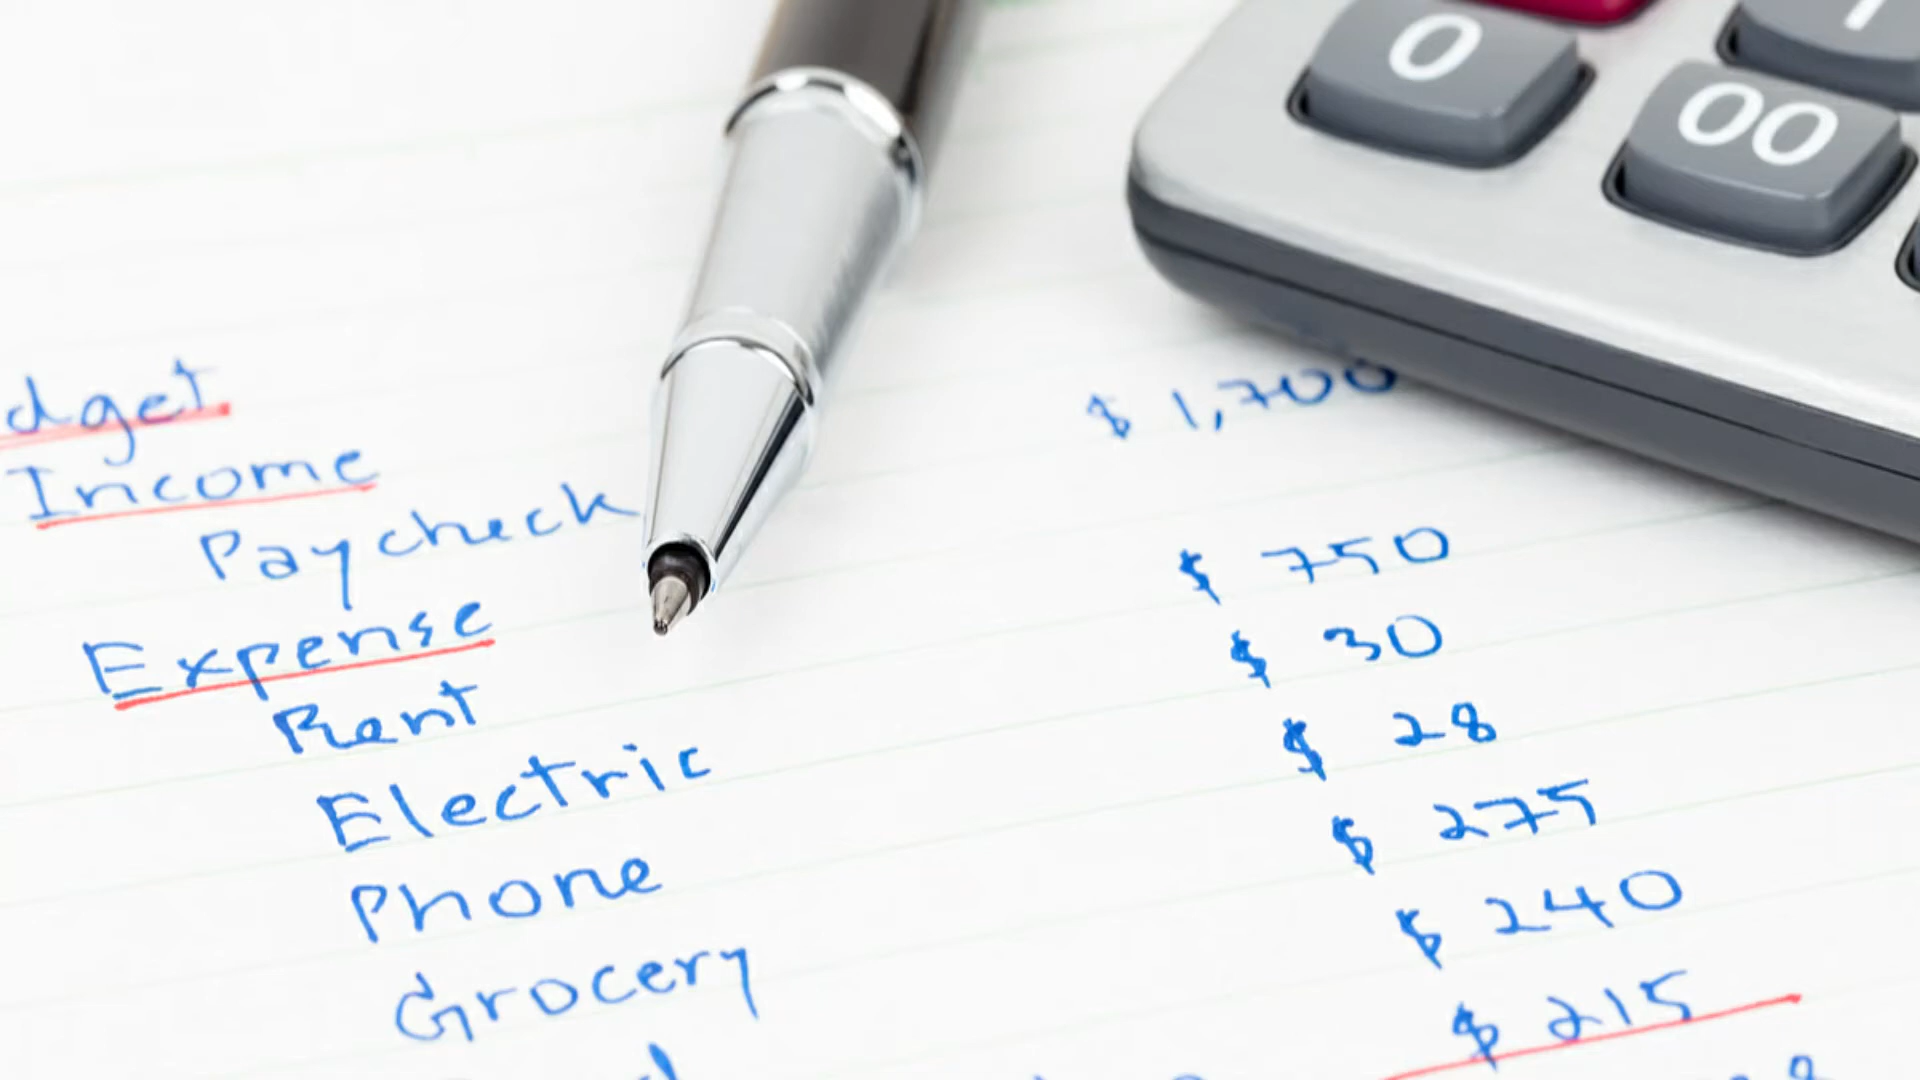 0
00
dget
Income
Paycheck $ 1,700
Expense
Rent $ 750
Electric $ 30
Phone $ 28
Grocery $ 275
$ 240
$ 215